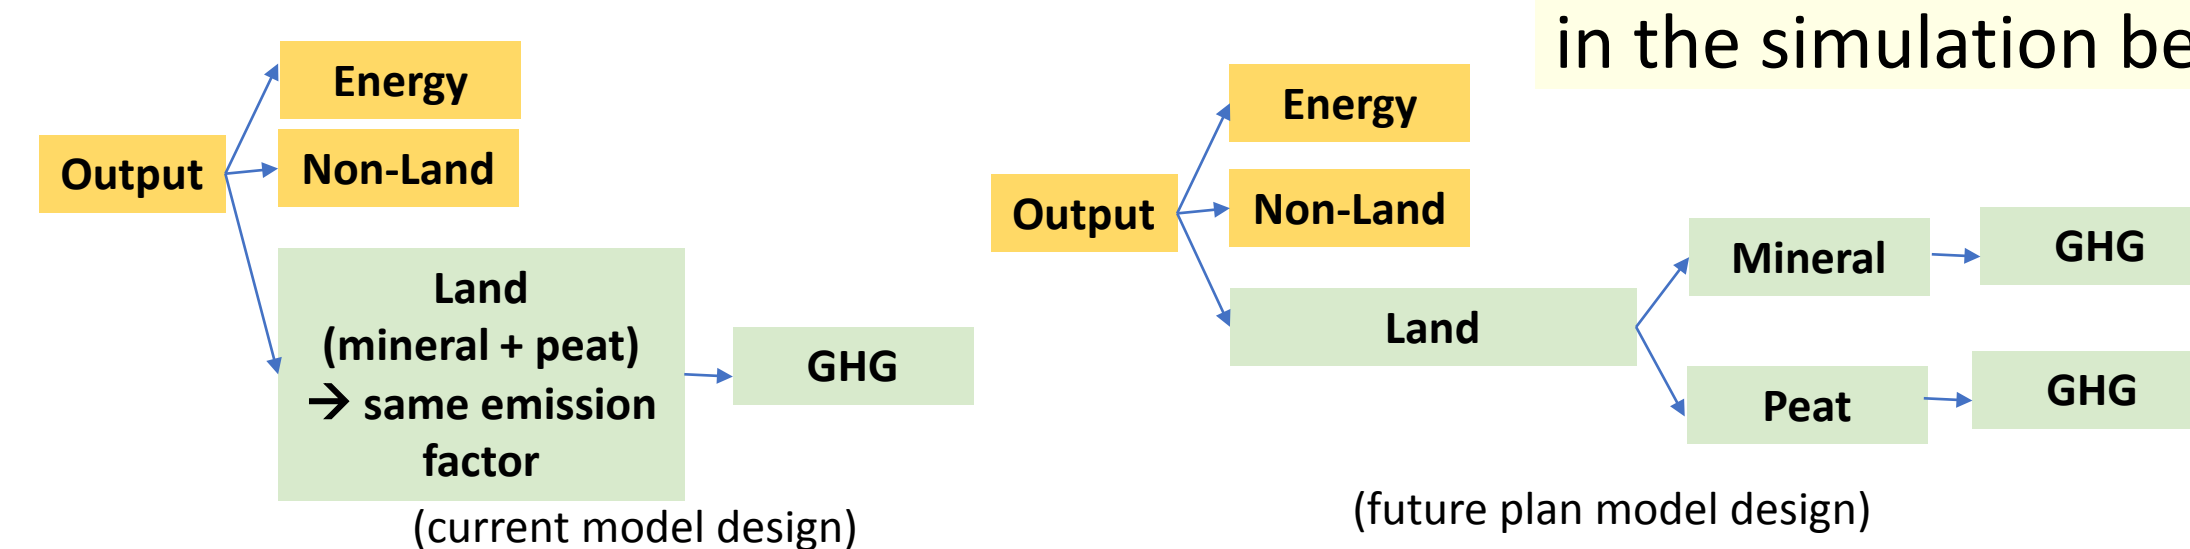 in the simulation be
Energy
Output
Non-Land
Land
(mineral + peat)
→ same emission
factor
GHG
(current model design)
Energy
Output
Non-Land
Land
Mineral
GHG
Peat
GHG
(future plan model design)